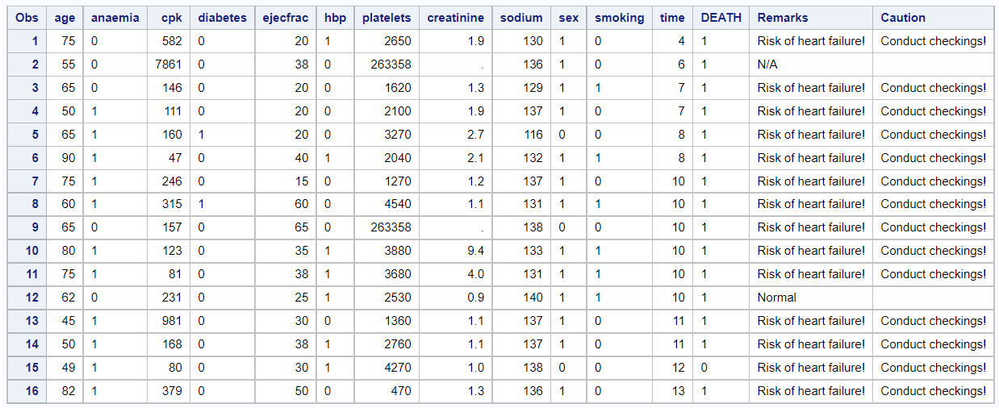 Obs age anaemia cpk diabetes ejecfrac hbp platelets creatinine sodium sex smoking time DEATH Remarks Caution
1 75 0 582 0 20 1 2650 1.9 130 1 0 4 1 Risk of heart failure! Conduct checkings!
2 55 0 7861 0 38 0 263358 . 136 1 0 6 1 N/A
3 65 0 146 0 20 0 1620 1.3 129 1 1 7 1 Risk of heart failure! Conduct checkings!
4 50 1 111 0 20 0 2100 1.9 137 1 0 7 1 Risk of heart failure! Conduct checkings!
5 65 1 160 1 20 0 3270 2.7 116 0 0 8 1 Risk of heart failure! Conduct checkings!
6 90 1 47 0 40 1 2040 2.1 132 1 1 8 1 Risk of heart failure! Conduct checkings!
7 75 1 246 0 15 0 1270 1.2 137 1 0 10 1 Risk of heart failure! Conduct checkings!
8 60 1 315 1 60 0 4540 1.1 131 1 1 10 1 Risk of heart failure! Conduct checkings!
9 65 0 157 0 65 0 263358 . 138 0 0 10 1 Risk of heart failure! Conduct checkings!
10 80 1 123 0 35 1 3880 9.4 133 1 1 10 1 Risk of heart failure! Conduct checkings!
11 75 1 81 0 38 1 3680 4.0 131 1 1 10 1 Risk of heart failure! Conduct checkings!
12 62 0 231 0 25 1 2530 0.9 140 1 1 10 1 Normal
13 45 1 981 0 30 0 1360 1.1 137 1 0 11 1 Risk of heart failure! Conduct checkings!
14 50 1 168 0 38 1 2760 1.1 137 1 0 11 1 Risk of heart failure! Conduct checkings!
15 49 1 80 0 30 1 4270 1.0 138 0 0 12 0 Risk of heart failure! Conduct checkings!
16 82 1 379 0 50 0 470 1.3 136 1 0 13 1 Risk of heart failure! Conduct checkings!